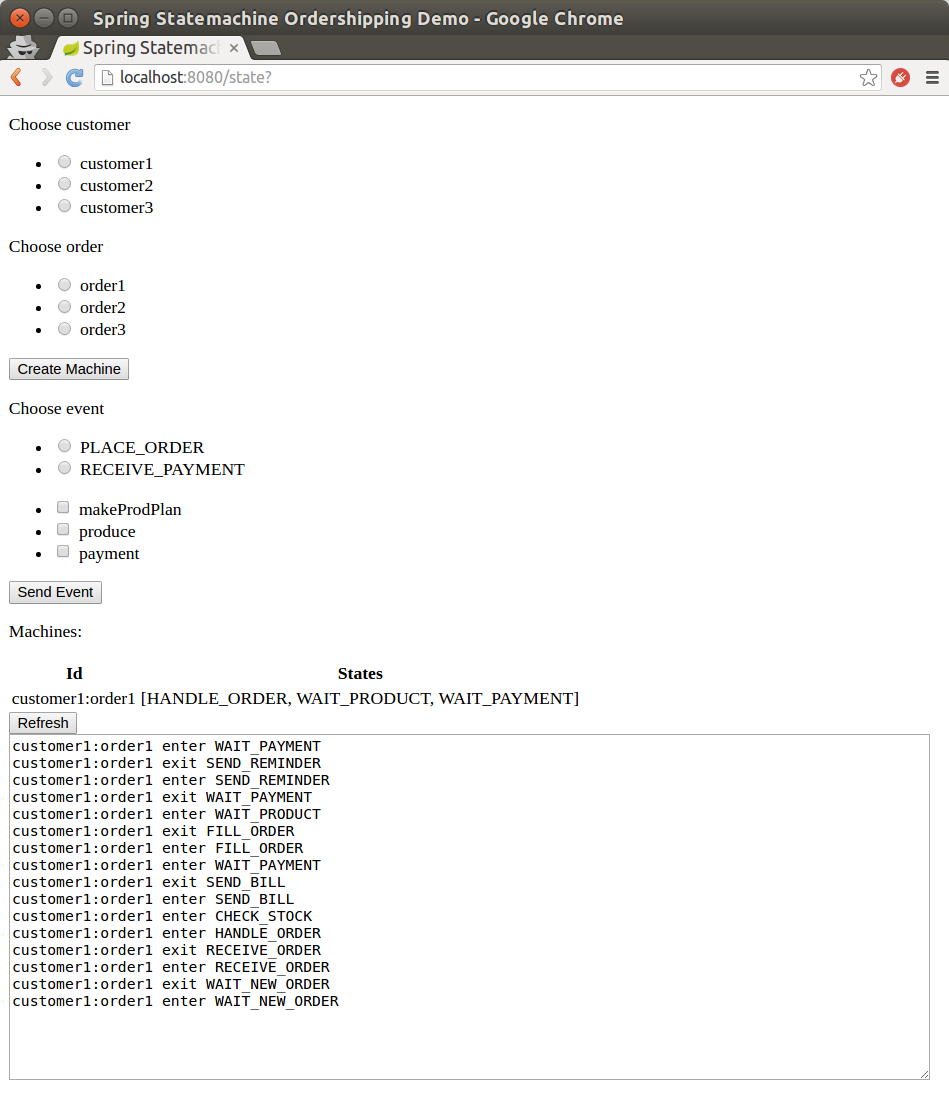 Spring Statemachine Ordershipping Demo - Google Chrome
Spring Statemac
localhost:8080/state?
Choose customer
customer1
customer2
customer3
Choose order
order1
order2
order3
Create Machine
Choose event
PLACE_ORDER
RECEIVE_PAYMENT
makeProdPlan
produce
payment
Send Event
Machines:
Id States
customer1:order1 [HANDLE_ORDER, WAIT_PRODUCT, WAIT_PAYMENT]
Refresh
customer1:order1 enter WAIT_PAYMENT
customer1:order1 exit SEND_REMINDER
customer1:order1 enter SEND_REMINDER
customer1:order1 exit WAIT_PAYMENT
customer1:order1 enter WAIT_PRODUCT
customer1:order1 exit FILL_ORDER
customer1:order1 enter FILL_ORDER
customer1:order1 enter WAIT_PAYMENT
customer1:order1 exit SEND_BILL
customer1:order1 enter SEND_BILL
customer1:order1 enter CHECK_STOCK
customer1:order1 enter HANDLE_ORDER
customer1:order1 exit RECEIVE_ORDER
customer1:order1 enter RECEIVE_ORDER
customer1:order1 exit WAIT_NEW_ORDER
customer1:order1 enter WAIT_NEW_ORDER